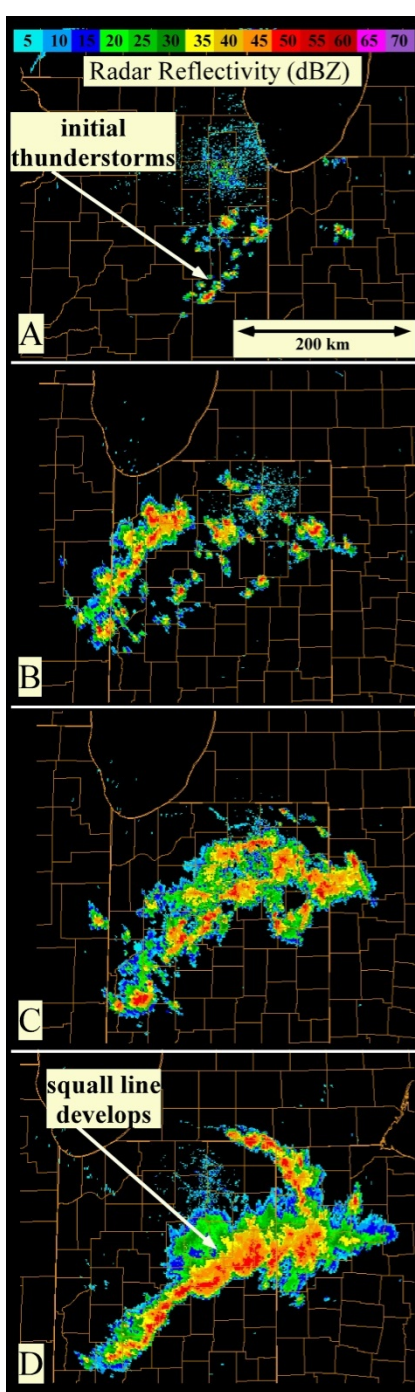 5 10 15 20 25 30 35 40 45 50 55 60 65 70
Radar Reflectivity (dBZ)
initial
thunderstorms
A
200 km
B
C
squall line
develops
D